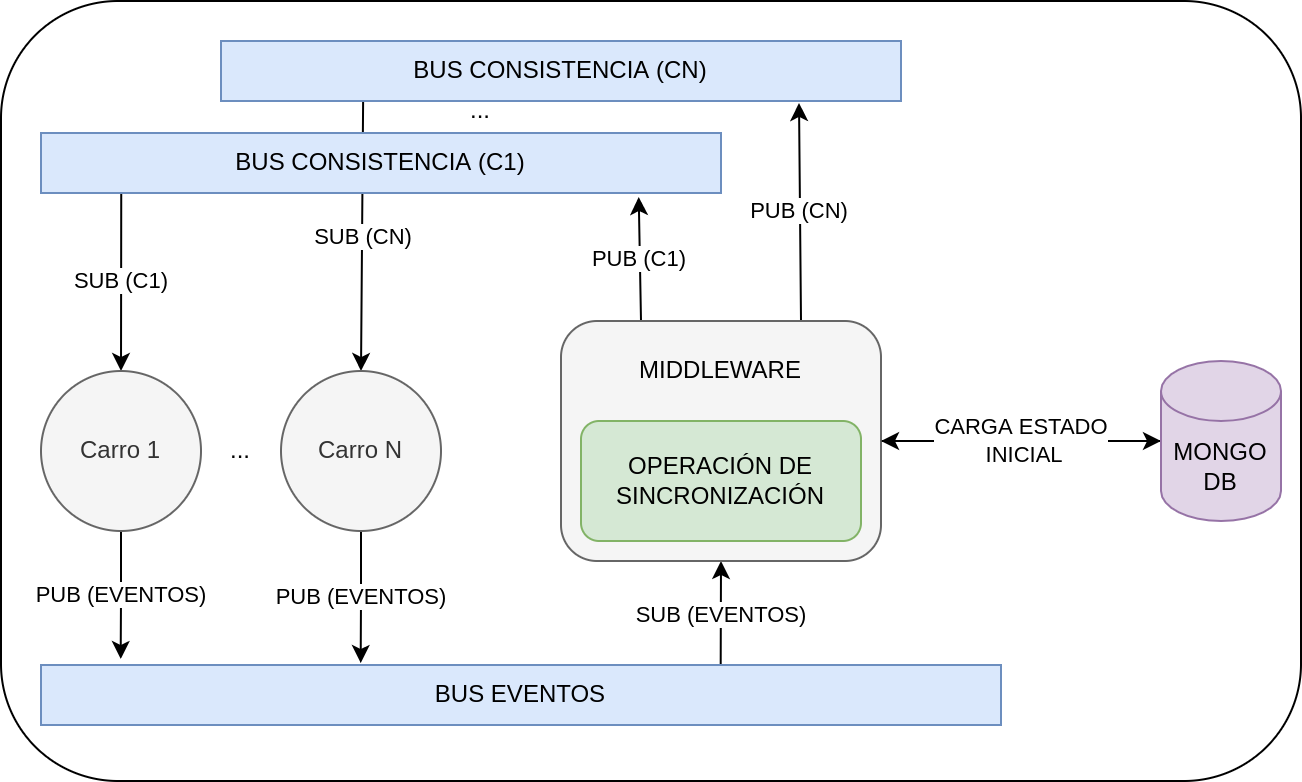 BUS CONSISTENCIA (CN)
...
BUS CONSISTENCIA (C1)
PUB (CN)
SUB (CN)
PUB (C1)
SUB (C1)
MIDDLEWARE
CARGA ESTADO
INICIAL
MONGO
DB
Carro 1
...
Carro N
OPERACIÓN DE
SINCRONIZACIÓN
PUB (EVENTOS)
PUB (EVENTOS)
SUB (EVENTOS)
BUS EVENTOS